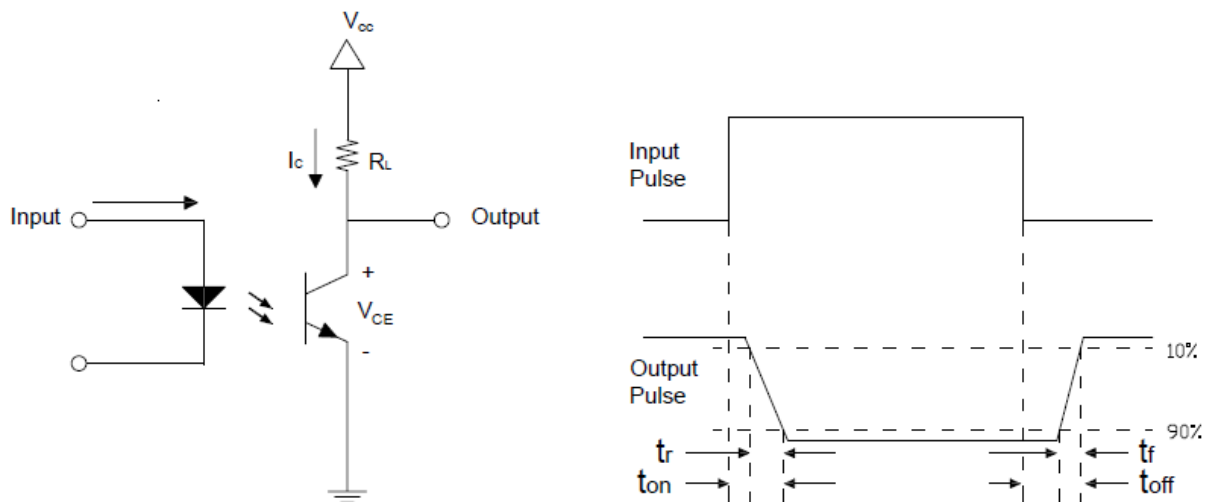 Vcc
Ic
RL
Input
Output
+
VCE
-
Input
Pulse
Output
Pulse
10%
90%
tr
tf
ton
toff